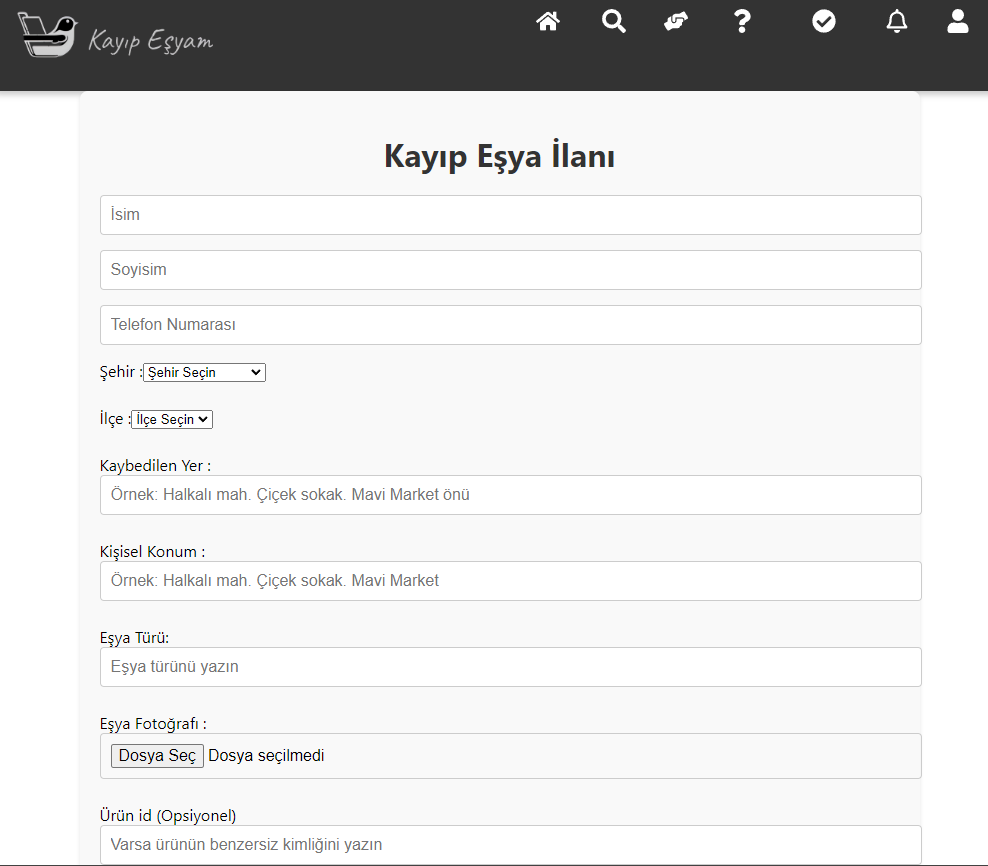 Kayıp Eşyam
Kayıp Eşya İlanı
İsim
Soyisim
Telefon Numarası
Şehir :Şehir Seçin
İlçe :İlçe Seçin
Kaybedilen Yer :
Örnek: Halkalı mah. Çiçek sokak. Mavi Market önü
Kişisel Konum :
Örnek: Halkalı mah. Çiçek sokak. Mavi Market
Eşya Türü:
Eşya türünü yazın
Eşya Fotoğrafı :
Dosya Seç Dosya seçilmedi
Ürün id (Opsiyonel)
Varsa ürünün benzersiz kimliğini yazın